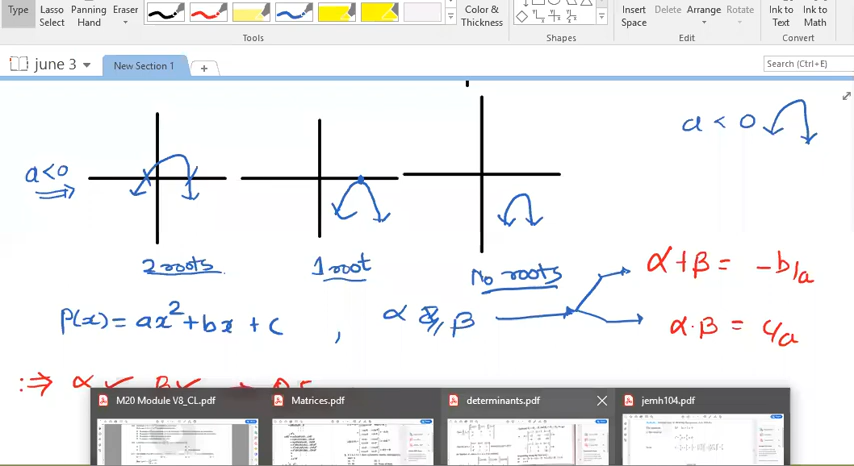 Type
Lasso Select
Panning Hand
Eraser
Color & Thickness
Insert Space
Delete
Arrange
Rotate
Ink to Text
Ink to Math
Tools
Shapes
Edit
Convert
june 3
New Section 1
+
Search (Ctrl+E)
a < 0
a<0
2 roots
1 root
No roots
α+β = -b/a
P(x) = ax²+bx+c , α & β
α·β = c/a
:⇒ α ✓ β ✓ →
M20 Module V8_CL.pdf
Matrices.pdf
determinants.pdf
jemh104.pdf